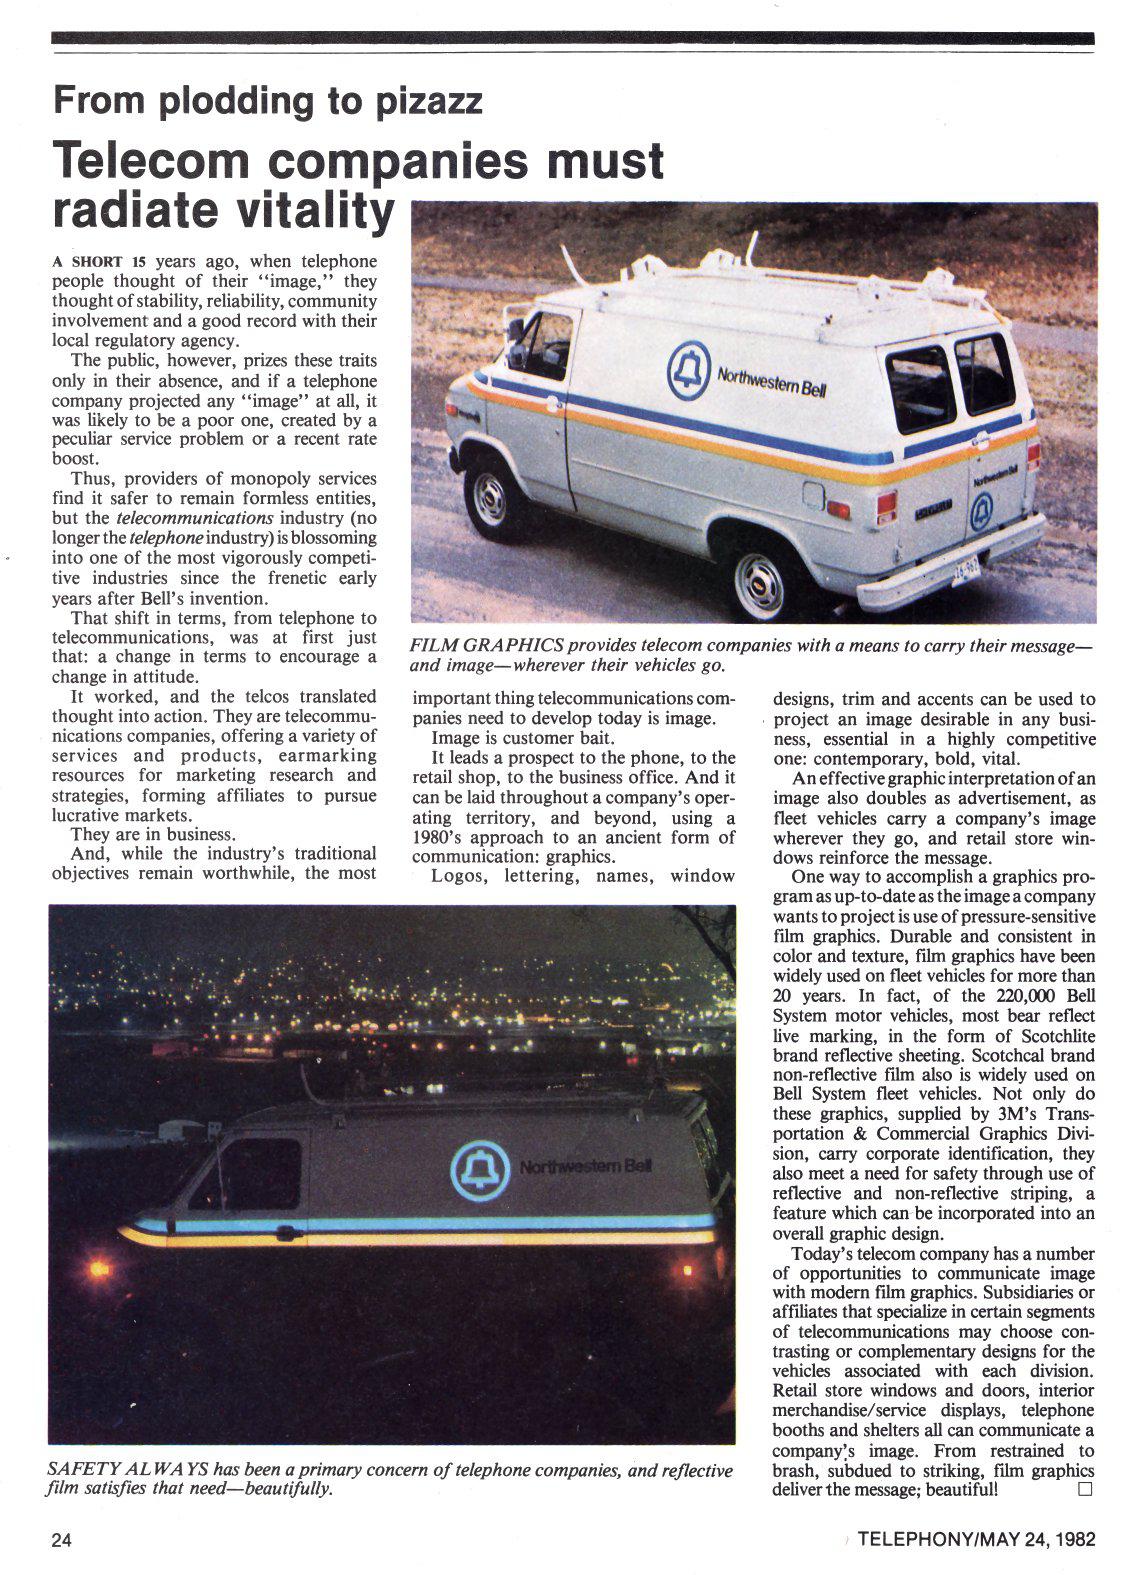 From plodding to pizazz
Telecom companies must
radiate vitality
A SHORT 15 years ago, when telephone
people thought of their “image,” they
thought of stability, reliability, community
involvement and a good record with their
local regulatory agency.
The public, however, prizes these traits
only in their absence, and if a telephone
company projected any “image” at all, it
was likely to be a poor one, created by a
peculiar service problem or a recent rate
boost.
Thus, providers of monopoly services
find it safer to remain formless entities,
but the telecommunications industry (no
longer the telephone industry) is blossoming
into one of the most vigorously competi-
tive industries since the frenetic early
years after Bell’s invention.
That shift in terms, from telephone to
telecommunications, was at first just
that: a change in terms to encourage a
change in attitude.
It worked, and the telcos translated
thought into action. They are telecommu-
nications companies, offering a variety of
services and products, earmarking
resources for marketing research and
strategies, forming affiliates to pursue
lucrative markets.
They are in business.
And, while the industry’s traditional
objectives remain worthwhile, the most
Northwestern Bell
Northwestern Bell
FILM GRAPHICS provides telecom companies with a means to carry their message—
and image—wherever their vehicles go.
important thing telecommunications com-
panies need to develop today is image.
Image is customer bait.
It leads a prospect to the phone, to the
retail shop, to the business office. And it
can be laid throughout a company’s oper-
ating territory, and beyond, using a
1980’s approach to an ancient form of
communication: graphics.
Logos, lettering, names, window
designs, trim and accents can be used to
project an image desirable in any busi-
ness, essential in a highly competitive
one: contemporary, bold, vital.
An effective graphic interpretation of an
image also doubles as advertisement, as
fleet vehicles carry a company’s image
wherever they go, and retail store win-
dows reinforce the message.
One way to accomplish a graphics pro-
gram as up-to-date as the image a company
wants to project is use of pressure-sensitive
film graphics. Durable and consistent in
color and texture, film graphics have been
widely used on fleet vehicles for more than
20 years. In fact, of the 220,000 Bell
System motor vehicles, most bear reflect
live marking, in the form of Scotchlite
brand reflective sheeting. Scotchcal brand
non-reflective film also is widely used on
Bell System fleet vehicles. Not only do
these graphics, supplied by 3M’s Trans-
portation & Commercial Graphics Divi-
sion, carry corporate identification, they
also meet a need for safety through use of
reflective and non-reflective striping, a
feature which can be incorporated into an
overall graphic design.
Today’s telecom company has a number
of opportunities to communicate image
with modern film graphics. Subsidiaries or
affiliates that specialize in certain segments
of telecommunications may choose con-
trasting or complementary designs for the
vehicles associated with each division.
Retail store windows and doors, interior
merchandise/service displays, telephone
booths and shelters all can communicate a
company’s image. From restrained to
brash, subdued to striking, film graphics
deliver the message; beautiful! □
Northwestern Bell
SAFETY ALWAYS has been a primary concern of telephone companies, and reflective
film satisfies that need—beautifully.
24
TELEPHONY/MAY 24, 1982